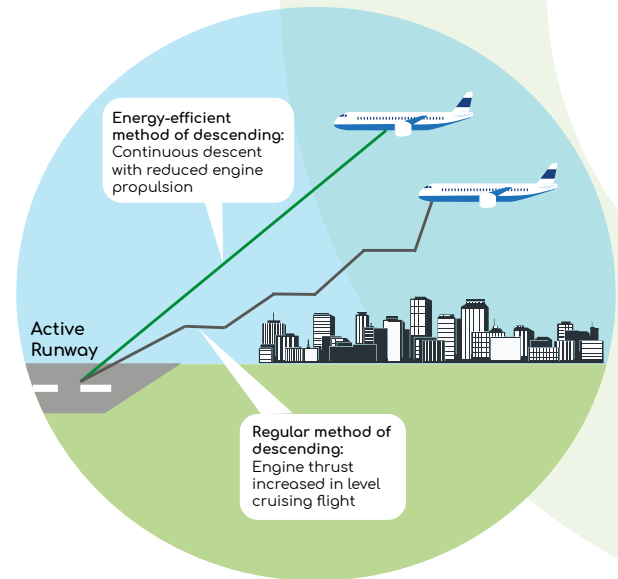 Energy-efficient
method of descending:
Continuous descent
with reduced engine
propulsion
Active
Runway
Regular method of
descending:
Engine thrust
increased in level
cruising flight